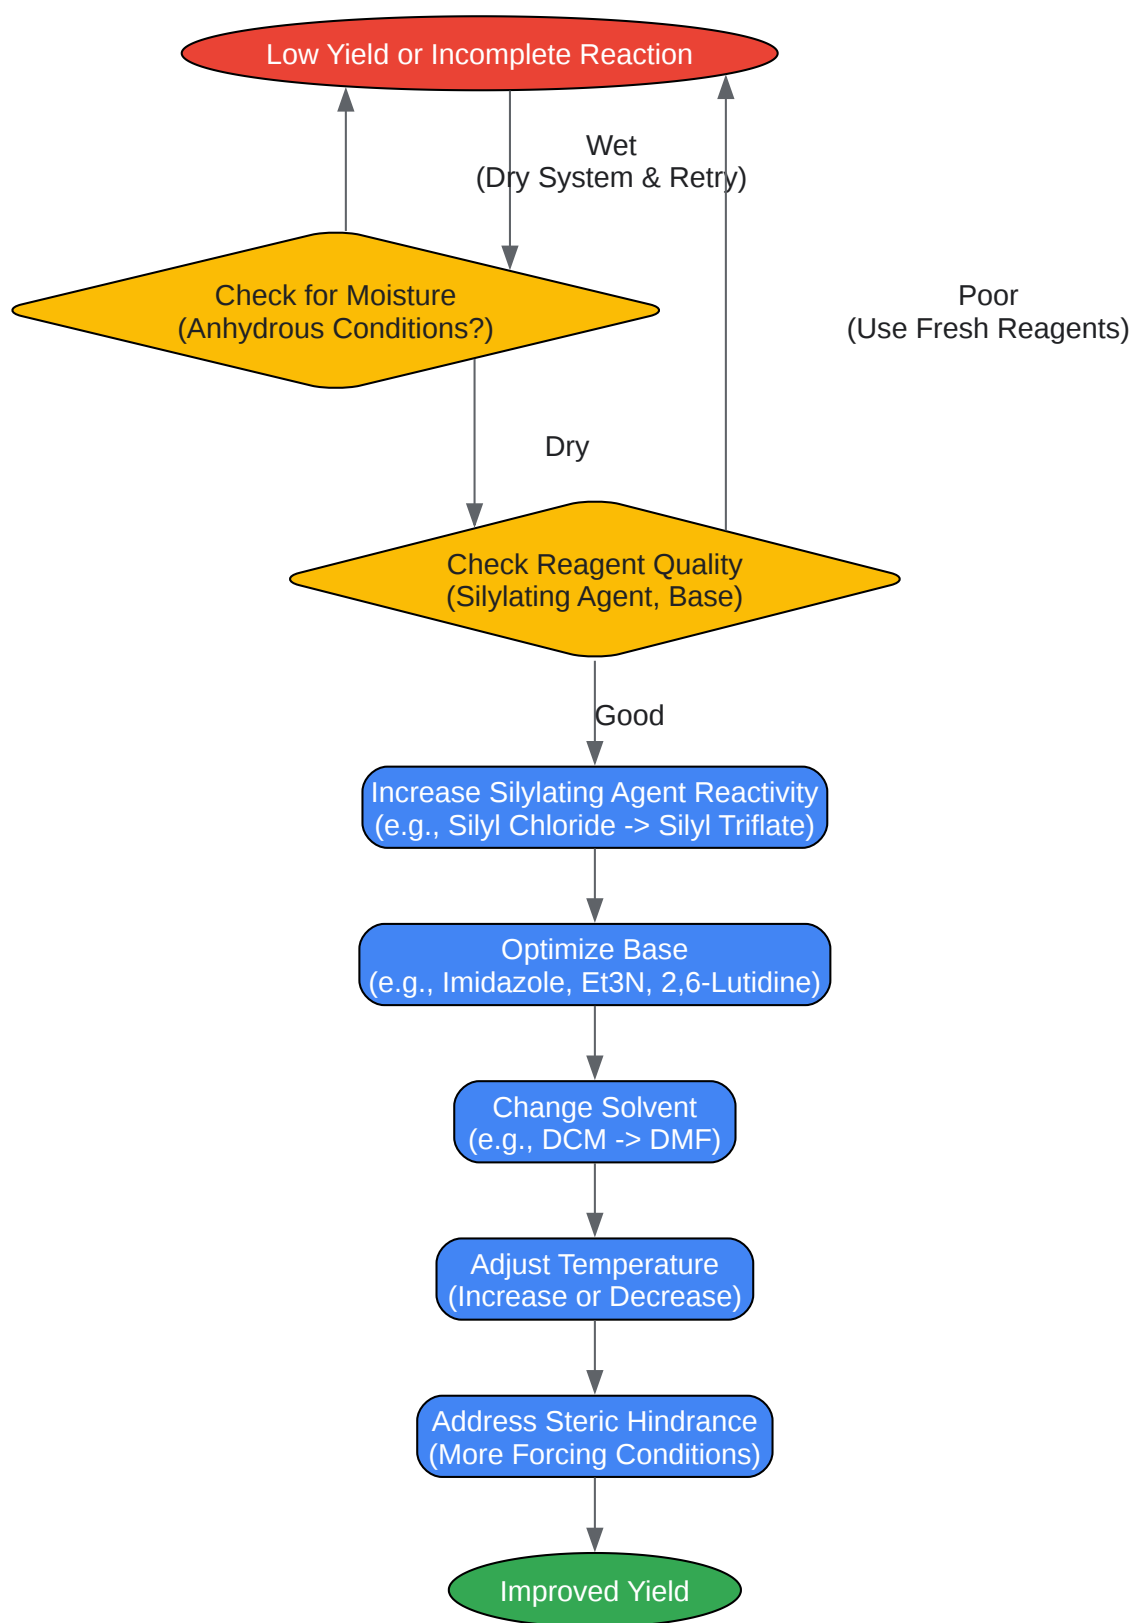 Low Yield or Incomplete Reaction
Wet
(Dry System & Retry)
Check for Moisture
(Anhydrous Conditions?)
Poor
(Use Fresh Reagents)
Dry
Check Reagent Quality
(Silylating Agent, Base)
Good
Increase Silylating Agent Reactivity
(e.g., Silyl Chloride -> Silyl Triflate)
Optimize Base
(e.g., Imidazole, Et3N, 2,6-Lutidine)
Change Solvent
(e.g., DCM -> DMF)
Adjust Temperature
(Increase or Decrease)
Address Steric Hindrance
(More Forcing Conditions)
Improved Yield